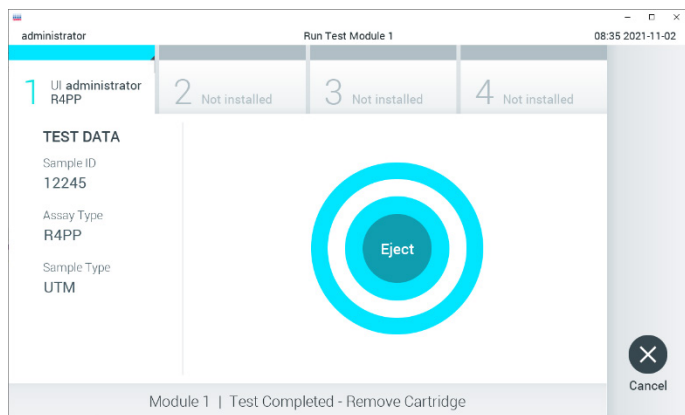 administrator Run Test Module 1 08:35 2021-11-02
1 UI administrator
R4PP
2 Not installed
3 Not installed
4 Not installed
TEST DATA
Sample ID
12245
Assay Type
R4PP
Sample Type
UTM
Eject
Cancel
Module 1 | Test Completed - Remove Cartridge